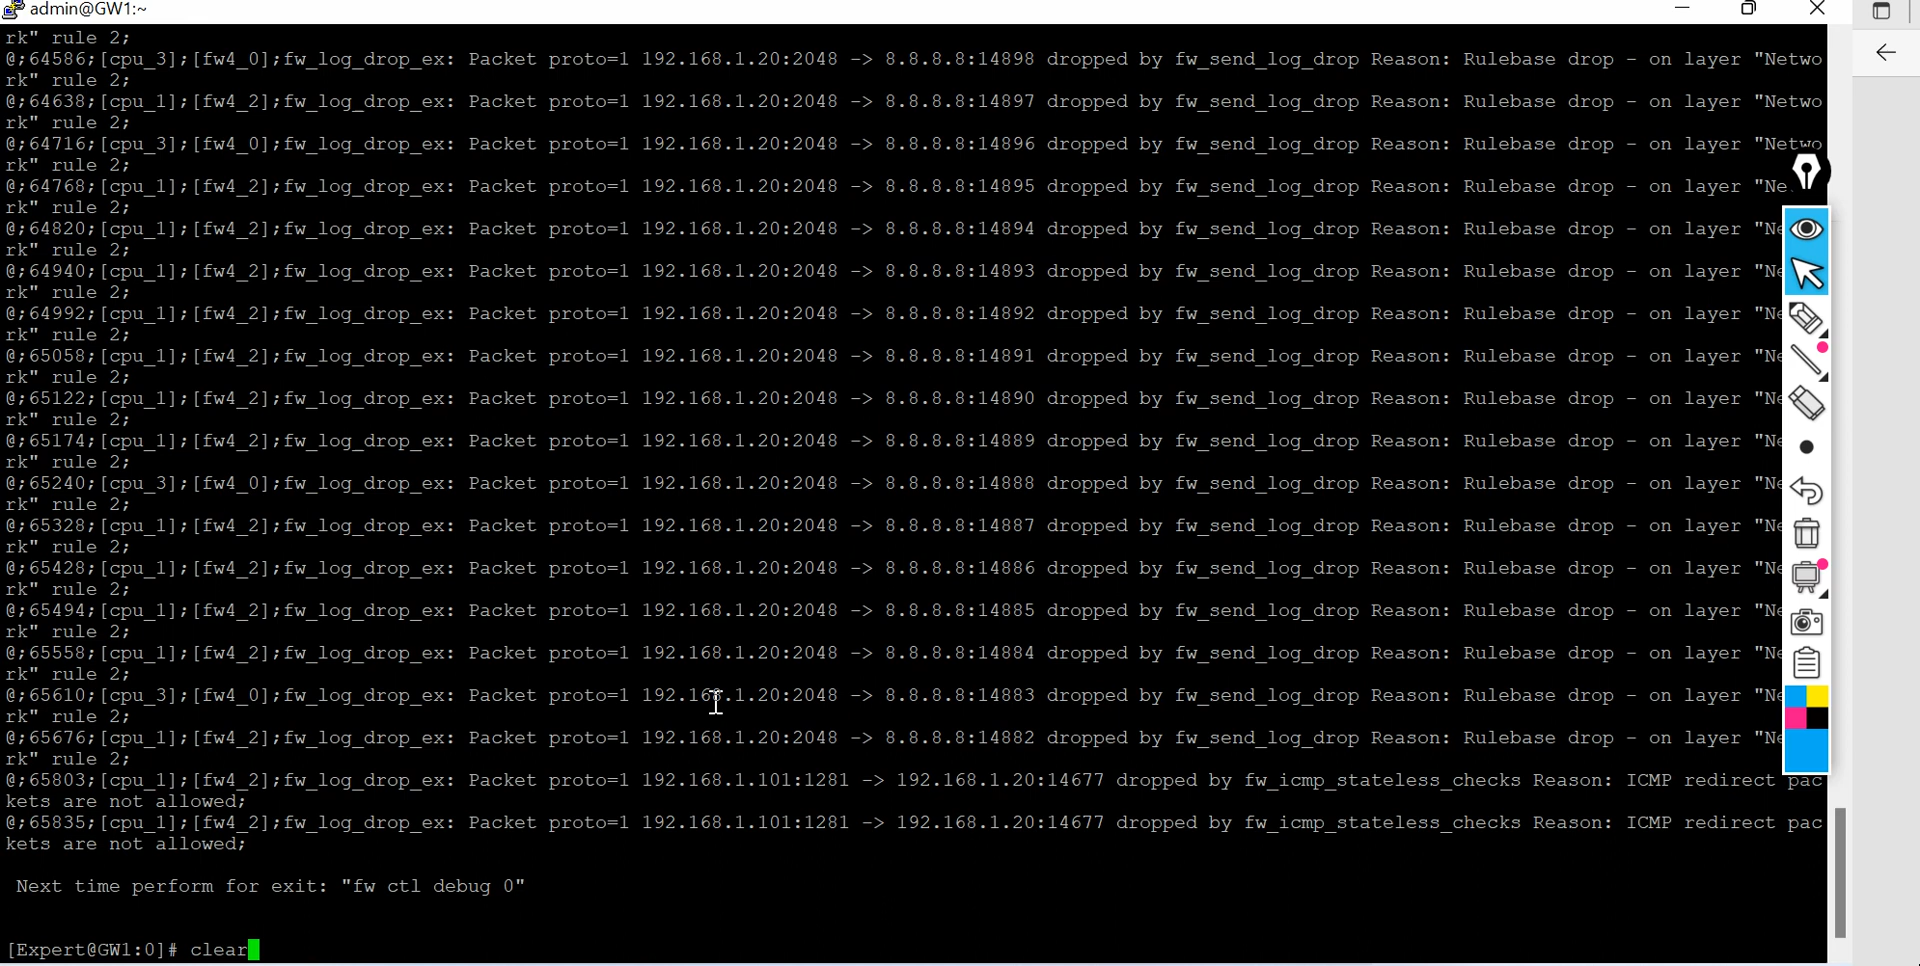 admin@GW1:~
rk" rule 2;
@;64586;[cpu_3];[fw4_0];fw_log_drop_ex: Packet proto=1 192.168.1.20:2048 -> 8.8.8.8:14898 dropped by fw_send_log_drop Reason: Rulebase drop - on layer "Netwo
rk" rule 2;
@;64638;[cpu_1];[fw4_2];fw_log_drop_ex: Packet proto=1 192.168.1.20:2048 -> 8.8.8.8:14897 dropped by fw_send_log_drop Reason: Rulebase drop - on layer "Netwo
rk" rule 2;
@;64716;[cpu_3];[fw4_0];fw_log_drop_ex: Packet proto=1 192.168.1.20:2048 -> 8.8.8.8:14896 dropped by fw_send_log_drop Reason: Rulebase drop - on layer "Netwo
rk" rule 2;
@;64768;[cpu_1];[fw4_2];fw_log_drop_ex: Packet proto=1 192.168.1.20:2048 -> 8.8.8.8:14895 dropped by fw_send_log_drop Reason: Rulebase drop - on layer "Ne
rk" rule 2;
@;64820;[cpu_1];[fw4_2];fw_log_drop_ex: Packet proto=1 192.168.1.20:2048 -> 8.8.8.8:14894 dropped by fw_send_log_drop Reason: Rulebase drop - on layer "Ne
rk" rule 2;
@;64940;[cpu_1];[fw4_2];fw_log_drop_ex: Packet proto=1 192.168.1.20:2048 -> 8.8.8.8:14893 dropped by fw_send_log_drop Reason: Rulebase drop - on layer "Ne
rk" rule 2;
@;64992;[cpu_1];[fw4_2];fw_log_drop_ex: Packet proto=1 192.168.1.20:2048 -> 8.8.8.8:14892 dropped by fw_send_log_drop Reason: Rulebase drop - on layer "Ne
rk" rule 2;
@;65058;[cpu_1];[fw4_2];fw_log_drop_ex: Packet proto=1 192.168.1.20:2048 -> 8.8.8.8:14891 dropped by fw_send_log_drop Reason: Rulebase drop - on layer "Ne
rk" rule 2;
@;65122;[cpu_1];[fw4_2];fw_log_drop_ex: Packet proto=1 192.168.1.20:2048 -> 8.8.8.8:14890 dropped by fw_send_log_drop Reason: Rulebase drop - on layer "Ne
rk" rule 2;
@;65174;[cpu_1];[fw4_2];fw_log_drop_ex: Packet proto=1 192.168.1.20:2048 -> 8.8.8.8:14889 dropped by fw_send_log_drop Reason: Rulebase drop - on layer "Ne
rk" rule 2;
@;65240;[cpu_3];[fw4_0];fw_log_drop_ex: Packet proto=1 192.168.1.20:2048 -> 8.8.8.8:14888 dropped by fw_send_log_drop Reason: Rulebase drop - on layer "Ne
rk" rule 2;
@;65328;[cpu_1];[fw4_2];fw_log_drop_ex: Packet proto=1 192.168.1.20:2048 -> 8.8.8.8:14887 dropped by fw_send_log_drop Reason: Rulebase drop - on layer "Ne
rk" rule 2;
@;65428;[cpu_1];[fw4_2];fw_log_drop_ex: Packet proto=1 192.168.1.20:2048 -> 8.8.8.8:14886 dropped by fw_send_log_drop Reason: Rulebase drop - on layer "Ne
rk" rule 2;
@;65494;[cpu_1];[fw4_2];fw_log_drop_ex: Packet proto=1 192.168.1.20:2048 -> 8.8.8.8:14885 dropped by fw_send_log_drop Reason: Rulebase drop - on layer "Ne
rk" rule 2;
@;65558;[cpu_1];[fw4_2];fw_log_drop_ex: Packet proto=1 192.168.1.20:2048 -> 8.8.8.8:14884 dropped by fw_send_log_drop Reason: Rulebase drop - on layer "Ne
rk" rule 2;
@;65610;[cpu_3];[fw4_0];fw_log_drop_ex: Packet proto=1 192.168.1.20:2048 -> 8.8.8.8:14883 dropped by fw_send_log_drop Reason: Rulebase drop - on layer "Ne
rk" rule 2;
@;65676;[cpu_1];[fw4_2];fw_log_drop_ex: Packet proto=1 192.168.1.20:2048 -> 8.8.8.8:14882 dropped by fw_send_log_drop Reason: Rulebase drop - on layer "Ne
rk" rule 2;
@;65803;[cpu_1];[fw4_2];fw_log_drop_ex: Packet proto=1 192.168.1.101:1281 -> 192.168.1.20:14677 dropped by fw_icmp_stateless_checks Reason: ICMP redirect pac
kets are not allowed;
@;65835;[cpu_1];[fw4_2];fw_log_drop_ex: Packet proto=1 192.168.1.101:1281 -> 192.168.1.20:14677 dropped by fw_icmp_stateless_checks Reason: ICMP redirect pac
kets are not allowed;
Next time perform for exit: "fw ctl debug 0"
[Expert@GW1:0]# clear